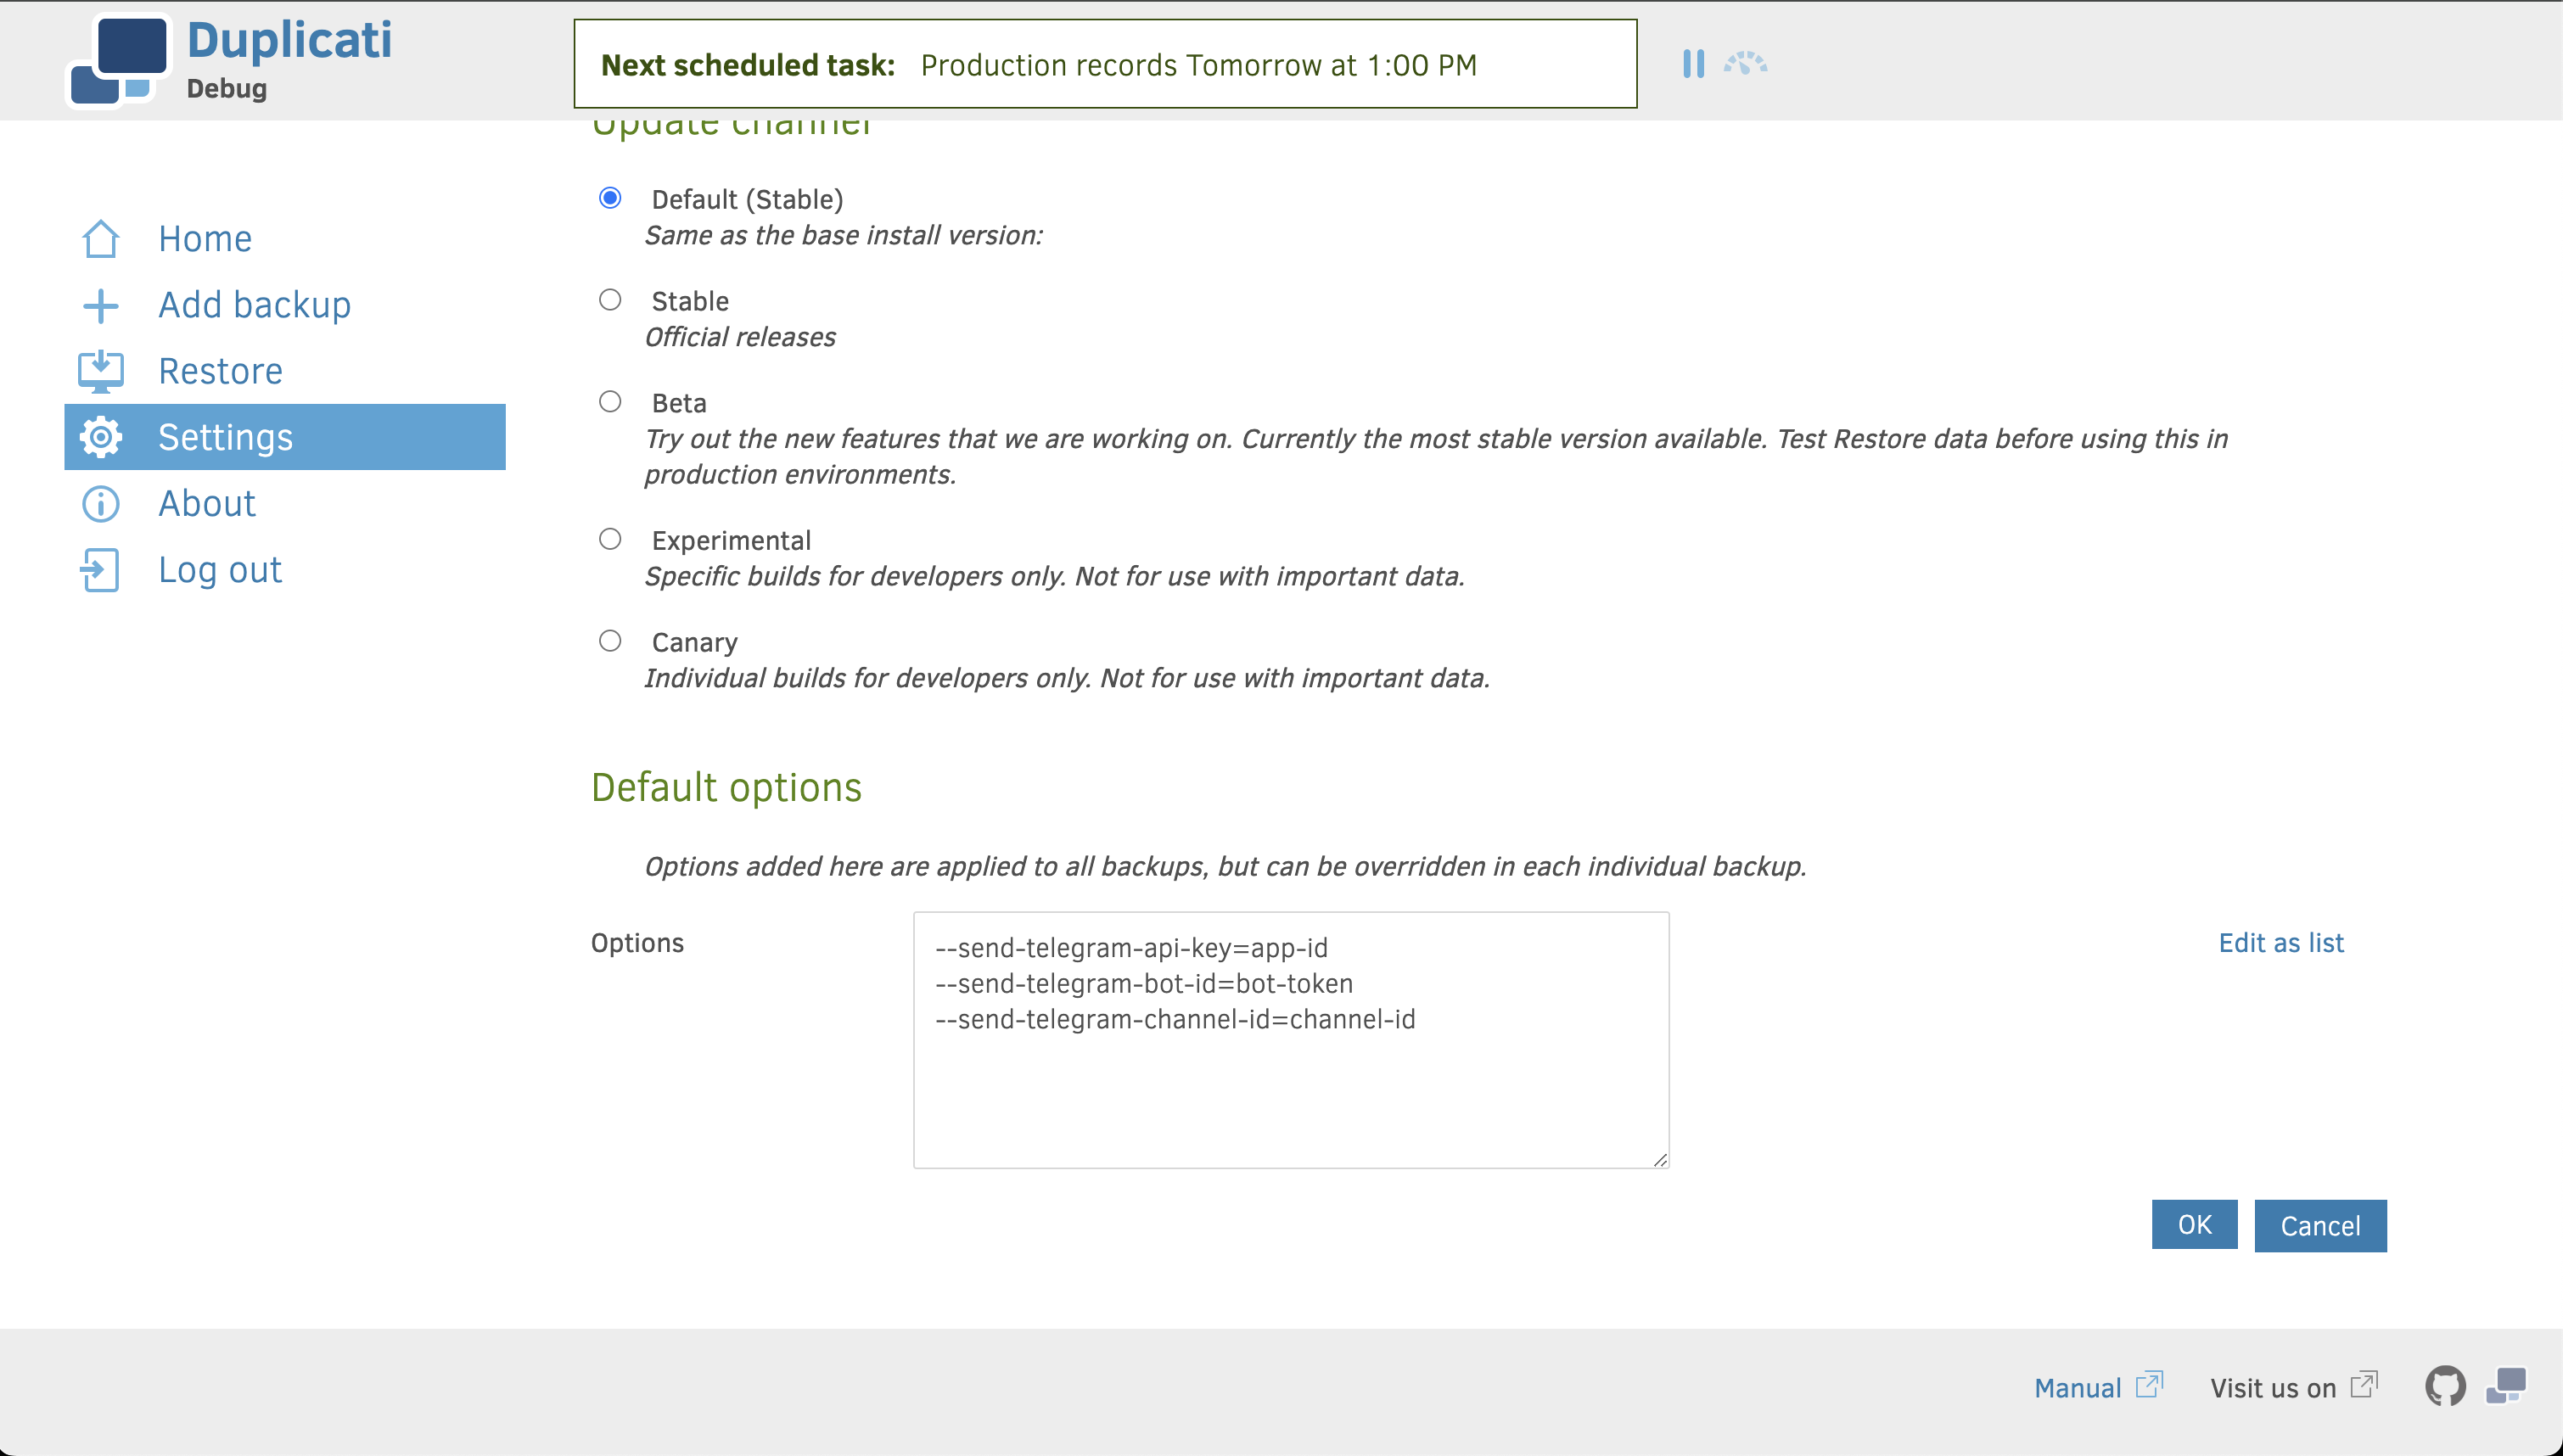 Duplicati
Debug
Next scheduled task: Production records Tomorrow at 1:00 PM
Update channel
Home
Add backup
Restore
Settings
About
Log out
Default (Stable)
Same as the base install version:
Stable
Official releases
Beta
Try out the new features that we are working on. Currently the most stable version available. Test Restore data before using this in
production environments.
Experimental
Specific builds for developers only. Not for use with important data.
Canary
Individual builds for developers only. Not for use with important data.
Default options
Options added here are applied to all backups, but can be overridden in each individual backup.
Options
--send-telegram-api-key=app-id
--send-telegram-bot-id=bot-token
--send-telegram-channel-id=channel-id
Edit as list
OK
Cancel
Manual
Visit us on